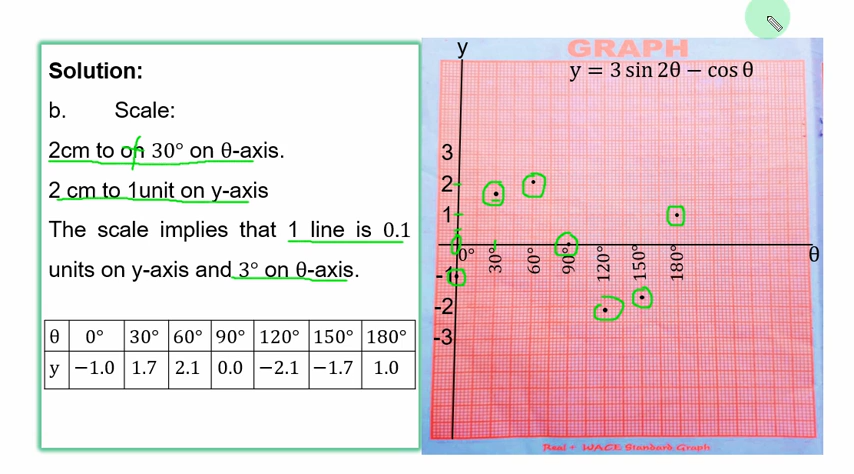 Solution:
b. Scale:
2cm to on 30° on θ-axis.
2 cm to 1unit on y-axis
The scale implies that 1 line is 0.1
units on y-axis and 3° on θ-axis.
θ 0° 30° 60° 90° 120° 150° 180°
y −1.0 1.7 2.1 0.0 −2.1 −1.7 1.0
GRAPH
y = 3 sin 2θ − cos θ
y
3
2
1
-1
-2
-3
0° 30° 60° 90° 120° 150° 180° θ
Real + WACE Standard Graph